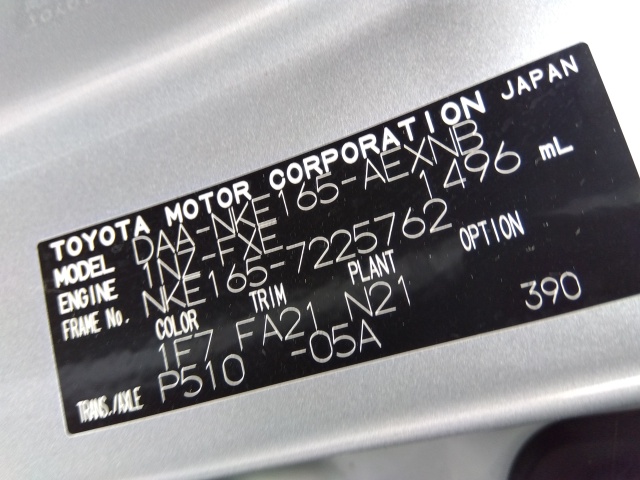 TOYOTA MOTOR CORPORATION JAPAN
MODEL DAA-NKE165-AEXNB
ENGINE 1NZ-FXE 1496 mL
FRAME No. NKE165-7225762
COLOR TRIM PLANT OPTION
1F7 FA21 N21 390
TRANS./AXLE P510 -05A